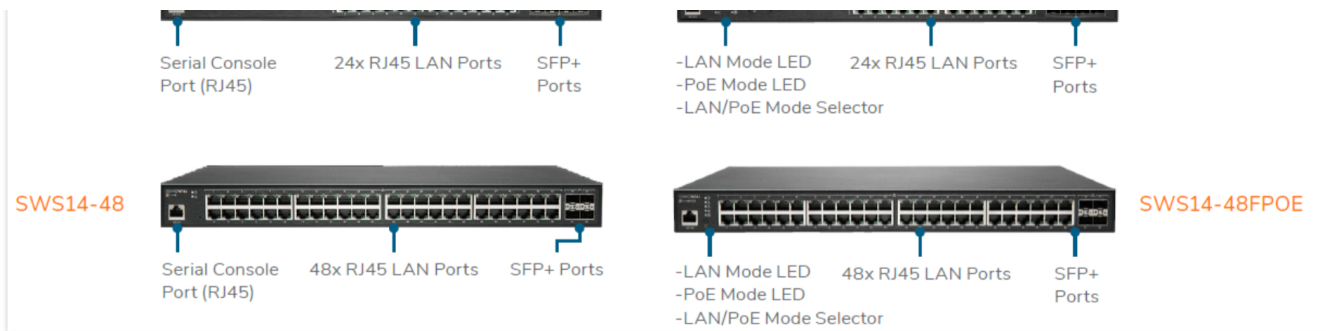 Serial Console
Port (RJ45)
24x RJ45 LAN Ports
SFP+
Ports
-LAN Mode LED
-PoE Mode LED
-LAN/PoE Mode Selector
24x RJ45 LAN Ports
SFP+
Ports
SWS14-48
Serial Console
Port (RJ45)
48x RJ45 LAN Ports
SFP+ Ports
SWS14-48FPOE
-LAN Mode LED
-PoE Mode LED
-LAN/PoE Mode Selector
48x RJ45 LAN Ports
SFP+
Ports